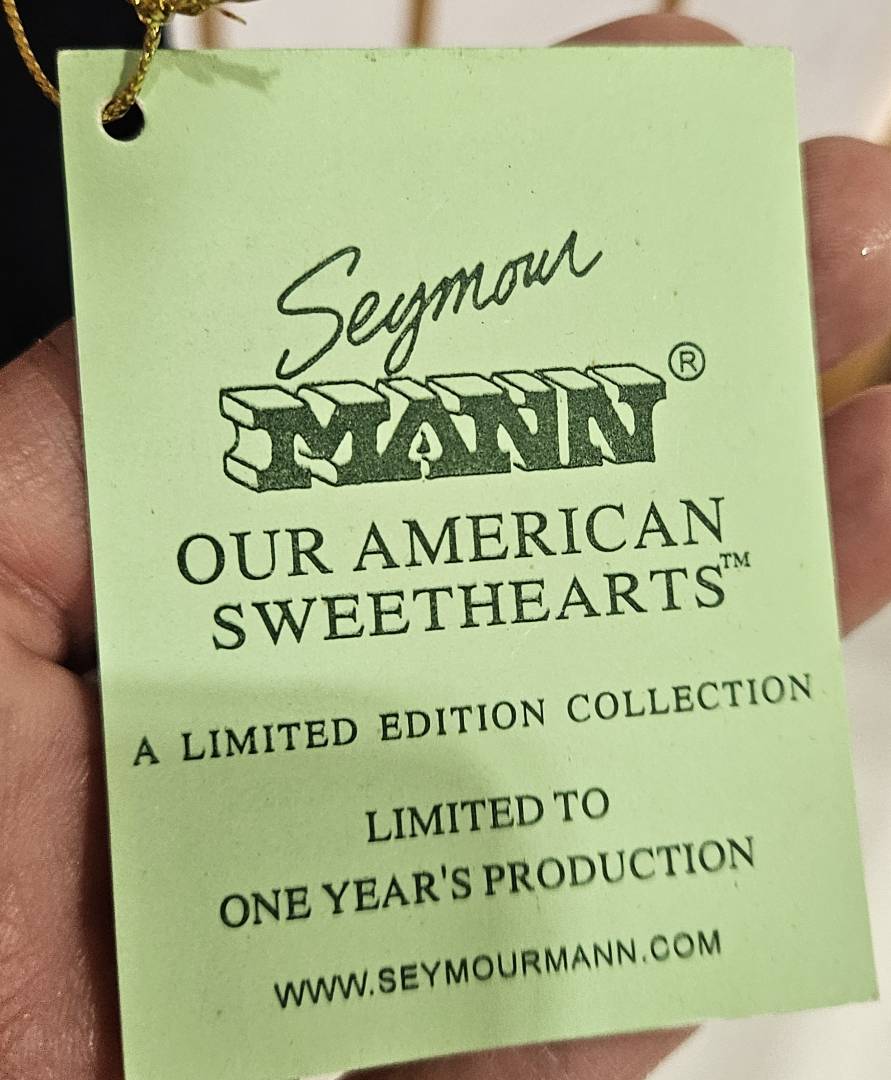 Seymour
MANN®
OUR AMERICAN
SWEETHEARTS™
A LIMITED EDITION COLLECTION
LIMITED TO
ONE YEAR'S PRODUCTION
WWW.SEYMOURMANN.COM